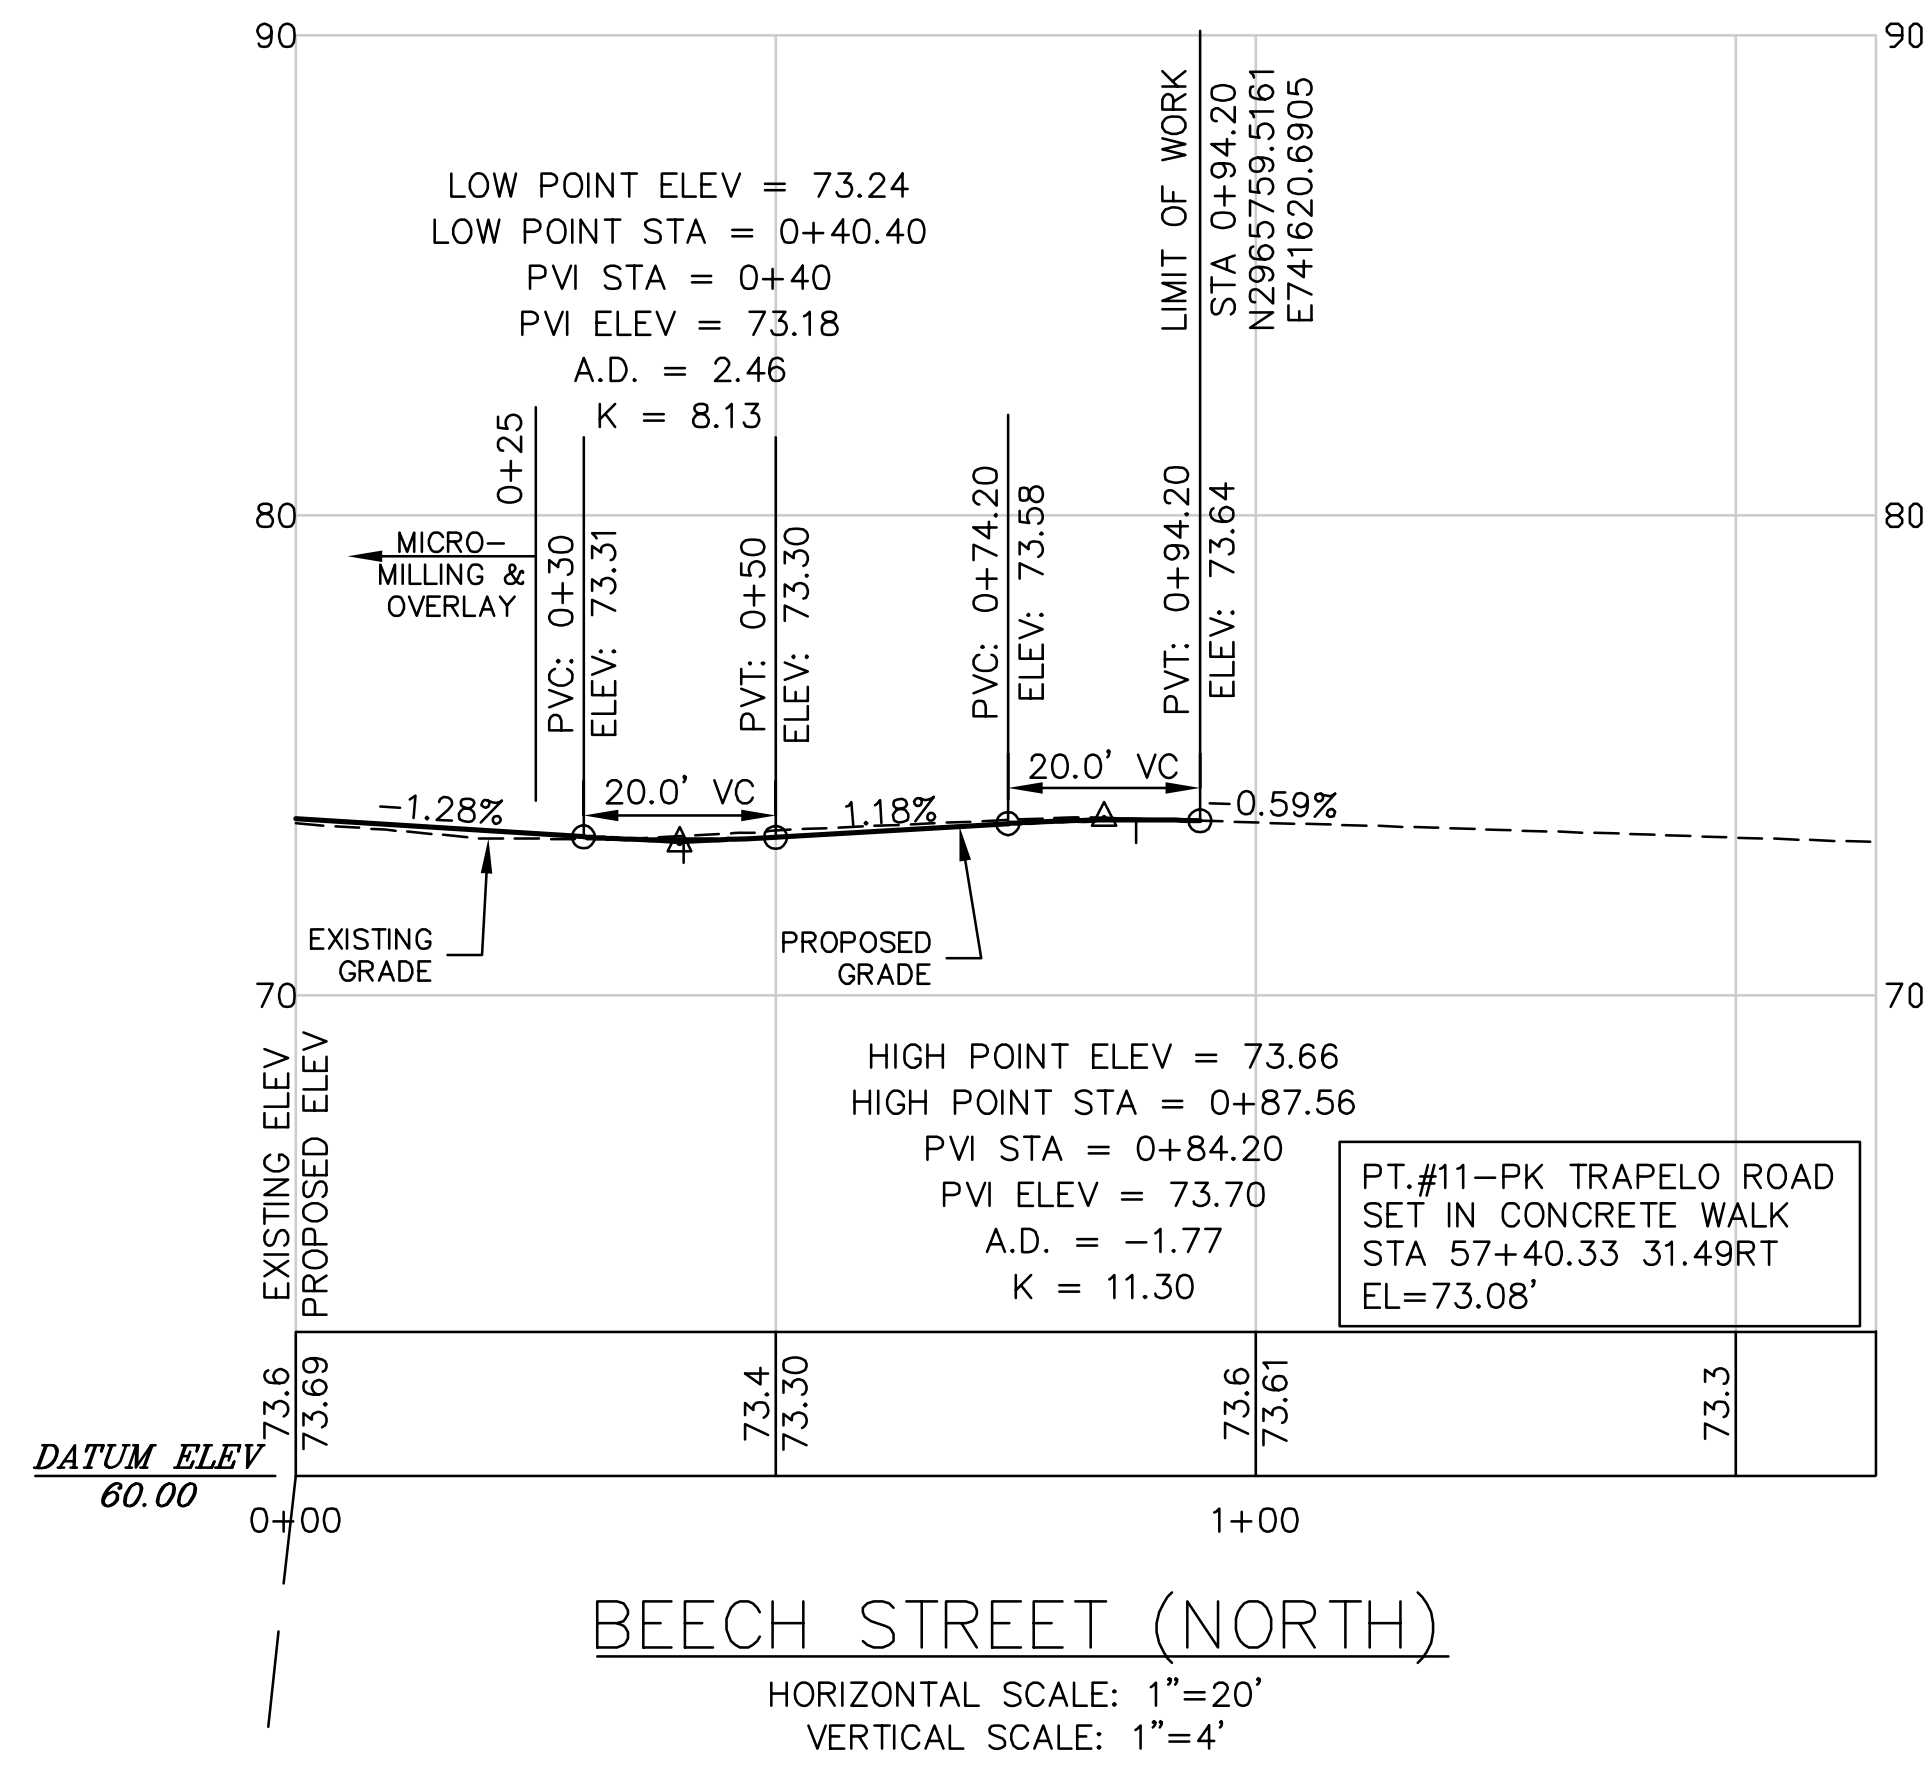 90
90
LIMIT OF WORK
STA 0+94.20
N2965759.5161
E741620.6905
LOW POINT ELEV = 73.24
LOW POINT STA = 0+40.40
PVI STA = 0+40
PVI ELEV = 73.18
A.D. = 2.46
K = 8.13
0+25
80
80
MICRO-
MILLING &
OVERLAY
PVC: 0+30
ELEV: 73.31
PVT: 0+50
ELEV: 73.30
PVC: 0+74.20
ELEV: 73.58
PVT: 0+94.20
ELEV: 73.64
-1.28%
20.0' VC
1.18%
20.0' VC
-0.59%
EXISTING
GRADE
PROPOSED
GRADE
70
70
EXISTING ELEV
PROPOSED ELEV
HIGH POINT ELEV = 73.66
HIGH POINT STA = 0+87.56
PVI STA = 0+84.20
PVI ELEV = 73.70
A.D. = -1.77
K = 11.30
PT.#11-PK TRAPELO ROAD
SET IN CONCRETE WALK
STA 57+40.33 31.49RT
EL=73.08'
73.6
73.69
73.4
73.30
73.6
73.61
73.3
DATUM ELEV
60.00
0+00
1+00
BEECH STREET (NORTH)
HORIZONTAL SCALE: 1"=20'
VERTICAL SCALE: 1"=4'